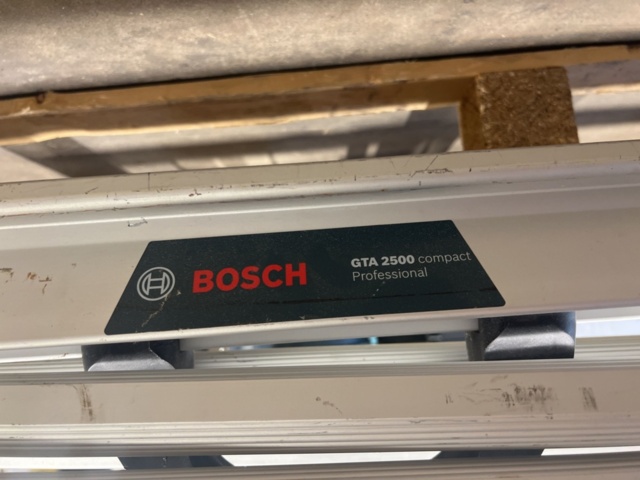 BOSCH
GTA 2500 compact
Professional